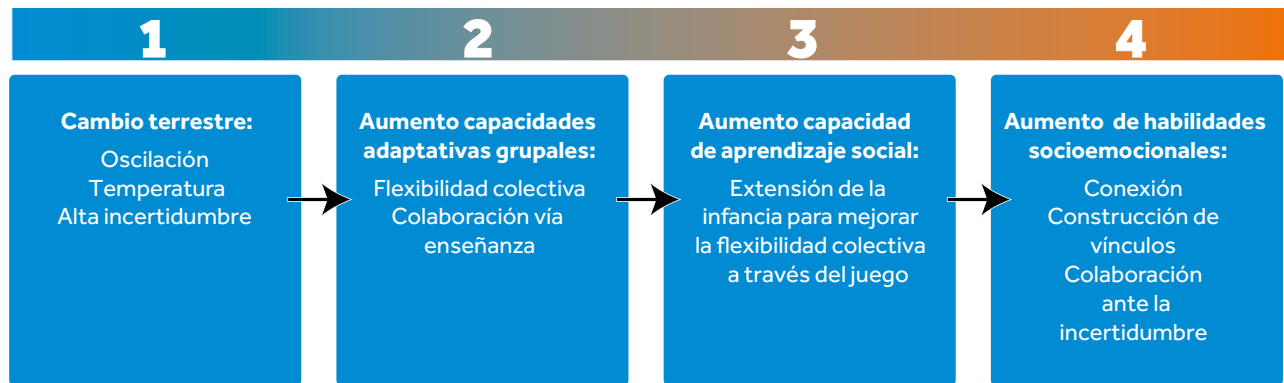 1
2
3
4
Cambio terrestre:
Oscilación
Temperatura
Alta incertidumbre
Aumento capacidades
adaptativas grupales:
Flexibilidad colectiva
Colaboración vía
enseñanza
Aumento capacidad
de aprendizaje social:
Extensión de la
infancia para mejorar
la flexibilidad colectiva
a través del juego
Aumento de habilidades
socioemocionales:
Conexión
Construcción de
vínculos
Colaboración
ante la
incertidumbre